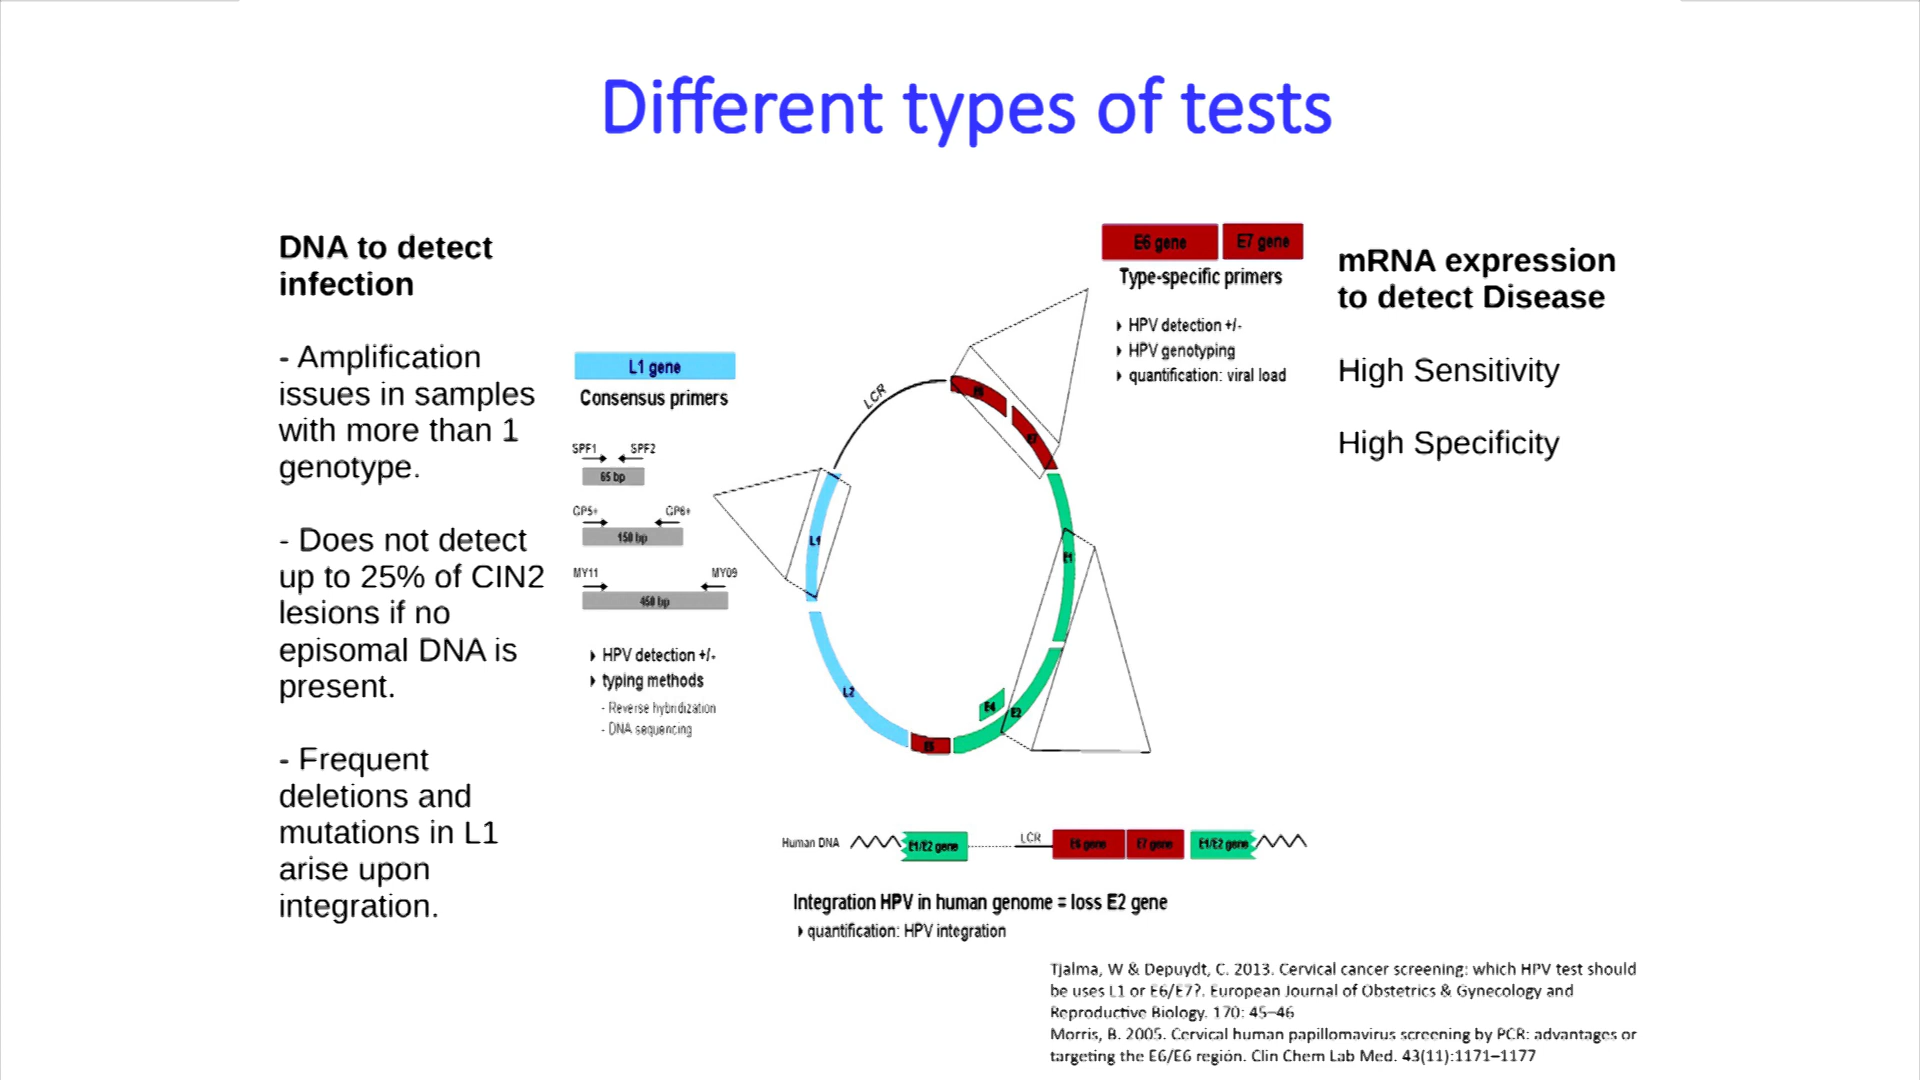 Different types of tests
DNA to detect
infection
- Amplification
issues in samples
with more than 1
genotype.
- Does not detect
up to 25% of CIN2
lesions if no
episomal DNA is
present.
- Frequent
deletions and
mutations in L1
arise upon
integration.
L1 gene
Consensus primers
SPF1 SPF2
65 bp
GP5+ GP6+
150 bp
MY11 MY09
450 bp
HPV detection +/-
typing methods
- Reverse hybridization
- DNA sequencing
LCR
E6
E7
E1
E2
E4
E5
L2
L1
E6 gene E7 gene
Type-specific primers
HPV detection +/-
HPV genotyping
quantification: viral load
mRNA expression
to detect Disease
High Sensitivity
High Specificity
Human DNA E1/E2 gene LCR E6 gene E7 gene E1/E2 gene
Integration HPV in human genome = loss E2 gene
quantification: HPV integration
Tjalma, W & Depuydt, C. 2013. Cervical cancer screening: which HPV test should
be uses L1 or E6/E7?. European Journal of Obstetrics & Gynecology and
Reproductive Biology. 170: 45–46
Morris, B. 2005. Cervical human papillomavirus screening by PCR: advantages or
targeting the E6/E6 región. Clin Chem Lab Med. 43(11):1171–1177